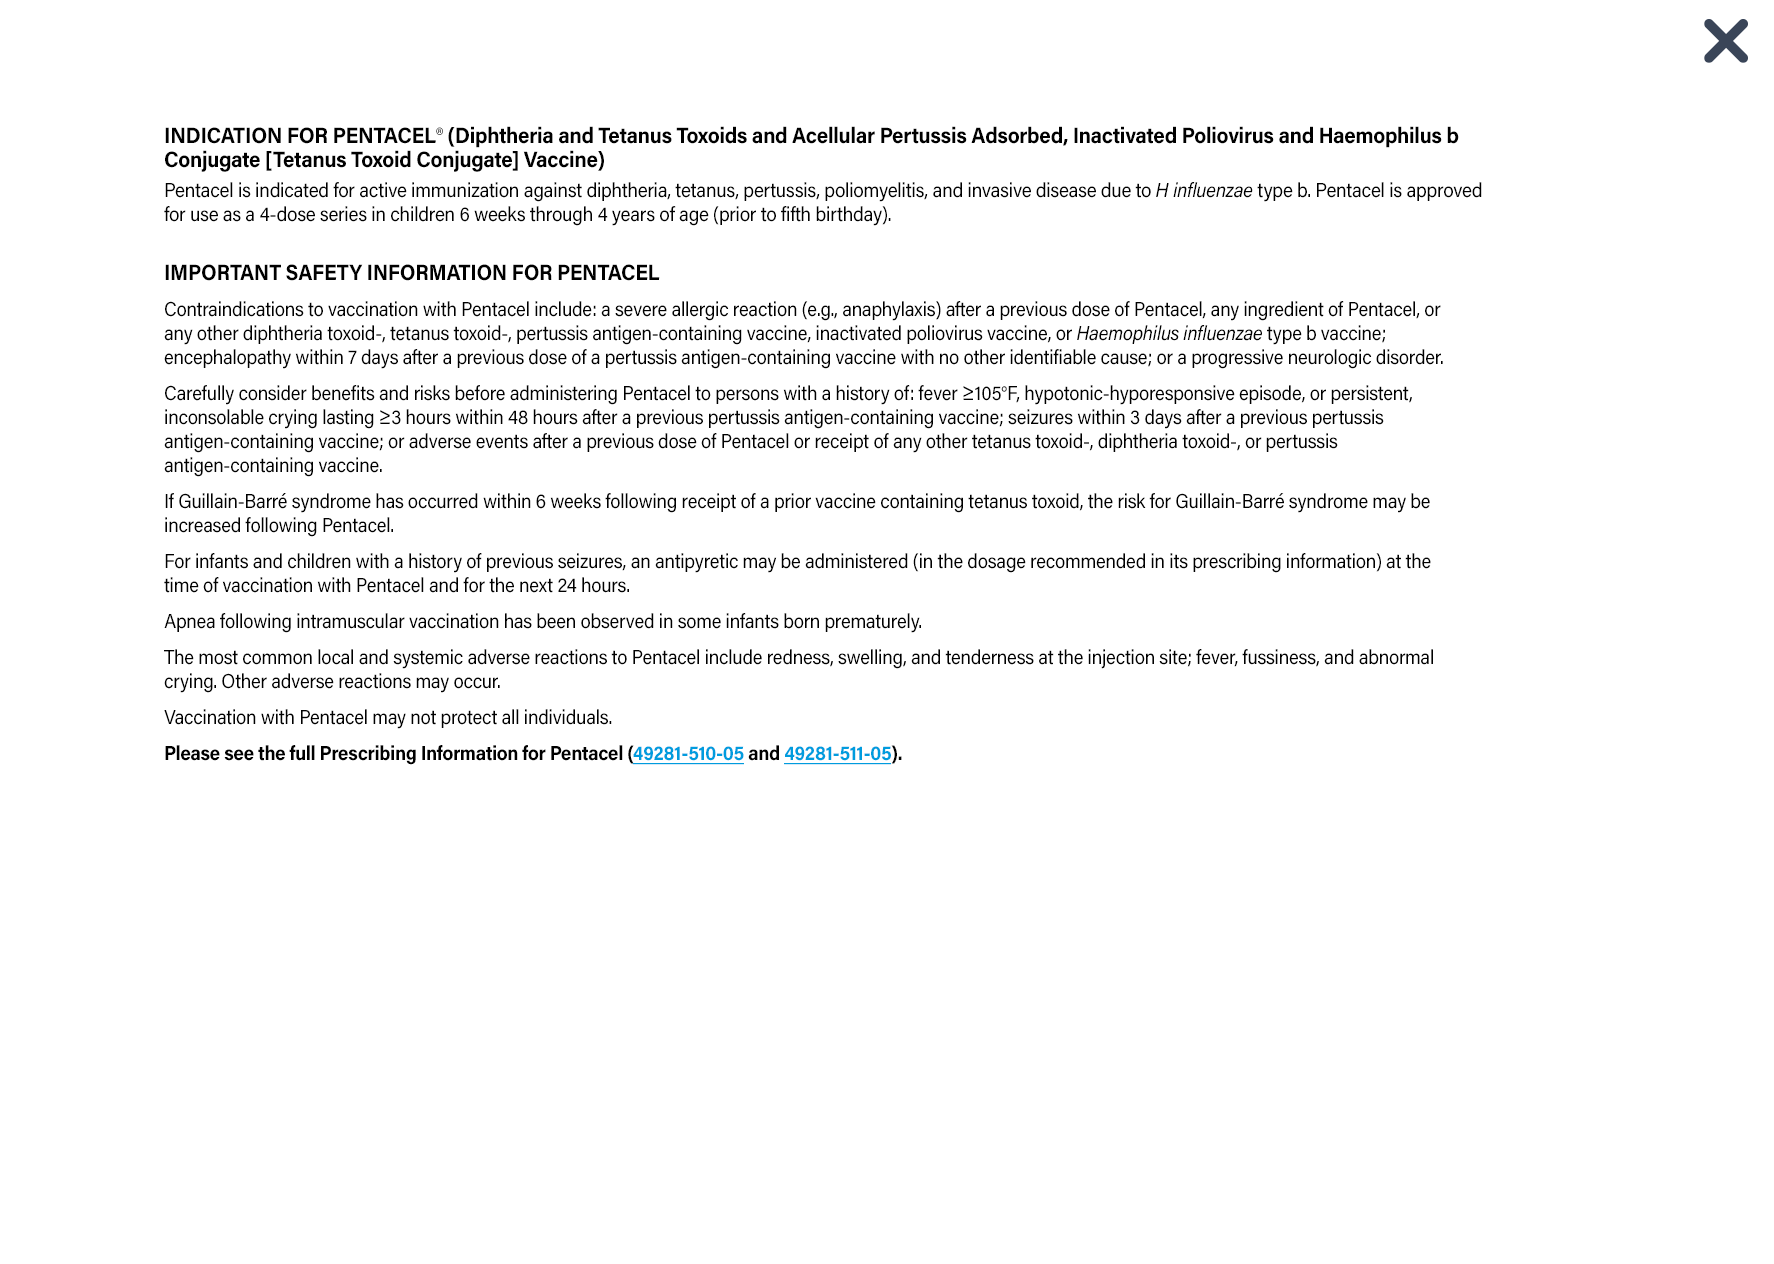 INDICATION FOR PENTACEL® (Diphtheria and Tetanus Toxoids and Acellular Pertussis Adsorbed, Inactivated Poliovirus and Haemophilus b
Conjugate [Tetanus Toxoid Conjugate] Vaccine)
Pentacel is indicated for active immunization against diphtheria, tetanus, pertussis, poliomyelitis, and invasive disease due to H influenzae type b. Pentacel is approved
for use as a 4-dose series in children 6 weeks through 4 years of age (prior to fifth birthday).
IMPORTANT SAFETY INFORMATION FOR PENTACEL
Contraindications to vaccination with Pentacel include: a severe allergic reaction (e.g., anaphylaxis) after a previous dose of Pentacel, any ingredient of Pentacel, or
any other diphtheria toxoid-, tetanus toxoid-, pertussis antigen-containing vaccine, inactivated poliovirus vaccine, or Haemophilus influenzae type b vaccine;
encephalopathy within 7 days after a previous dose of a pertussis antigen-containing vaccine with no other identifiable cause; or a progressive neurologic disorder.
Carefully consider benefits and risks before administering Pentacel to persons with a history of: fever ≥105°F, hypotonic-hyporesponsive episode, or persistent,
inconsolable crying lasting ≥3 hours within 48 hours after a previous pertussis antigen-containing vaccine; seizures within 3 days after a previous pertussis
antigen-containing vaccine; or adverse events after a previous dose of Pentacel or receipt of any other tetanus toxoid-, diphtheria toxoid-, or pertussis
antigen-containing vaccine.
If Guillain-Barré syndrome has occurred within 6 weeks following receipt of a prior vaccine containing tetanus toxoid, the risk for Guillain-Barré syndrome may be
increased following Pentacel.
For infants and children with a history of previous seizures, an antipyretic may be administered (in the dosage recommended in its prescribing information) at the
time of vaccination with Pentacel and for the next 24 hours.
Apnea following intramuscular vaccination has been observed in some infants born prematurely.
The most common local and systemic adverse reactions to Pentacel include redness, swelling, and tenderness at the injection site; fever, fussiness, and abnormal
crying. Other adverse reactions may occur.
Vaccination with Pentacel may not protect all individuals.
Please see the full Prescribing Information for Pentacel (49281-510-05 and 49281-511-05).